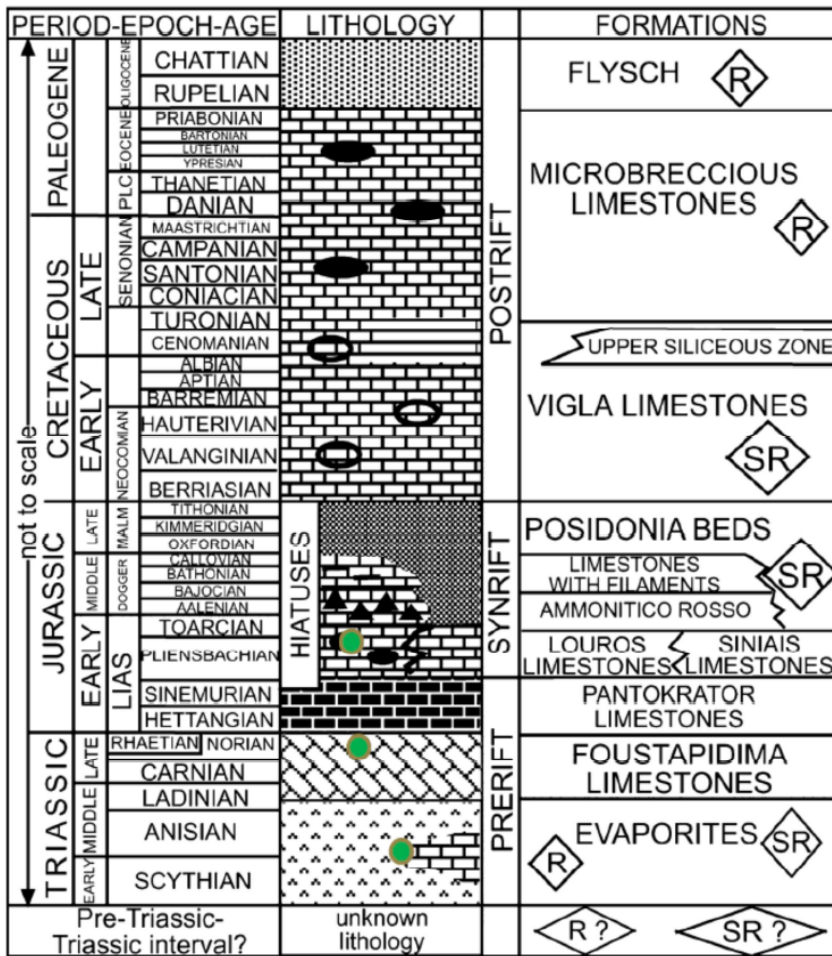 PERIOD-EPOCH-AGE LITHOLOGY FORMATIONS
not to scale
PALEOGENE
OLIGOCENE
CHATTIAN
RUPELIAN
EOCENE
PRIABONIAN
BARTONIAN
LUTETIAN
YPRESIAN
PLC
THANETIAN
DANIAN
CRETACEOUS
LATE
SENONIAN
MAASTRICHTIAN
CAMPANIAN
SANTONIAN
CONIACIAN
TURONIAN
CENOMANIAN
EARLY
ALBIAN
APTIAN
BARREMIAN
NEOCOMIAN
HAUTERIVIAN
VALANGINIAN
BERRIASIAN
JURASSIC
LATE
MALM
TITHONIAN
KIMMERIDGIAN
OXFORDIAN
MIDDLE
DOGGER
CALLOVIAN
BATHONIAN
BAJOCIAN
AALENIAN
EARLY
LIAS
TOARCIAN
PLIENSBACHIAN
SINEMURIAN
HETTANGIAN
TRIASSIC
LATE
RHAETIAN NORIAN
CARNIAN
MIDDLE
LADINIAN
ANISIAN
EARLY
SCYTHIAN
Pre-Triassic-
Triassic interval?
HIATUSES
unknown
lithology
POSTRIFT
SYNRIFT
PRERIFT
FLYSCH R
MICROBRECCIOUS
LIMESTONES
R
UPPER SILICEOUS ZONE
VIGLA LIMESTONES
SR
POSIDONIA BEDS
LIMESTONES
WITH FILAMENTS
SR
AMMONITICO ROSSO
LOUROS SINIAIS
LIMESTONES LIMESTONES
PANTOKRATOR
LIMESTONES
FOUSTAPIDIMA
LIMESTONES
EVAPORITES SR
R
R ? SR ?